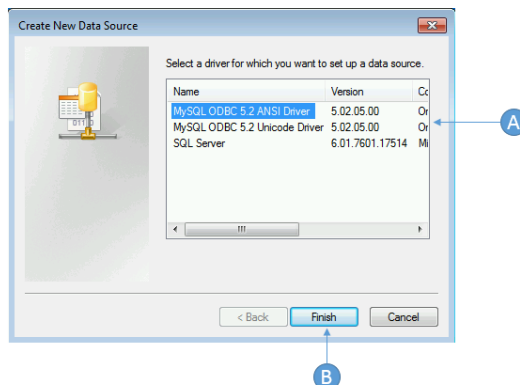 Create New Data Source
Select a driver for which you want to set up a data source.
Name Version Cc
MySQL ODBC 5.2 ANSI Driver 5.02.05.00 Or
MySQL ODBC 5.2 Unicode Driver 5.02.05.00 Or
SQL Server 6.01.7601.17514 Mi
A
< Back Finish Cancel
B